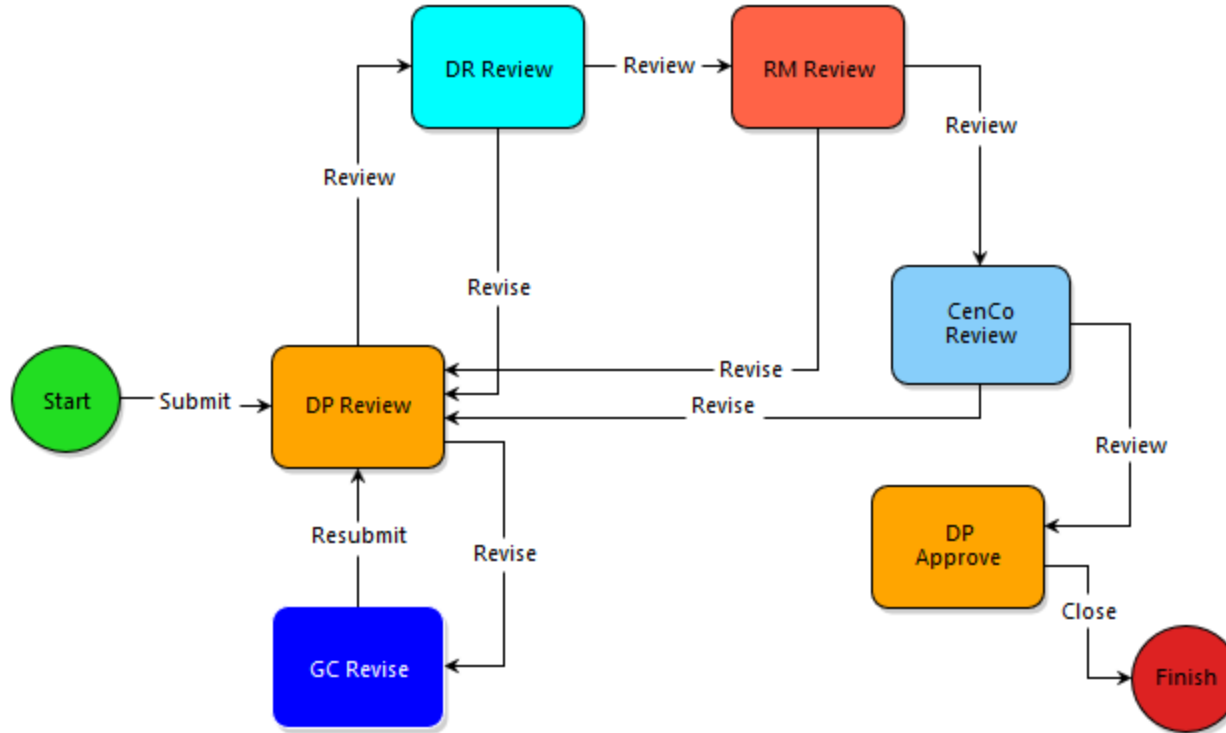 DR Review
Review
RM Review
Review
Review
Revise
CenCo
Review
Revise
Start
Submit
DP Review
Revise
Review
Resubmit
Revise
DP
Approve
Close
GC Revise
Finish